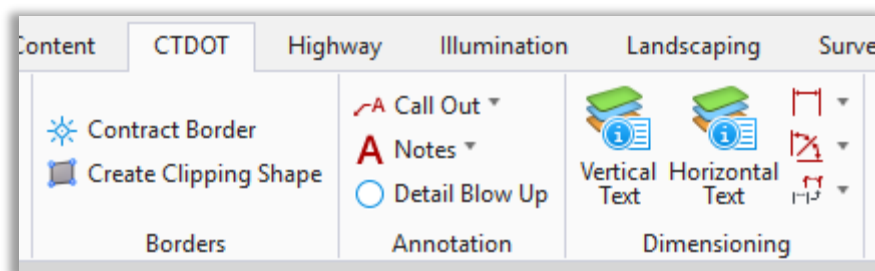 Content CTDOT Highway Illumination Landscaping Surve
Contract Border
Create Clipping Shape
Borders
A Call Out
A Notes
Detail Blow Up
Annotation
Vertical Text
Horizontal Text
Dimensioning